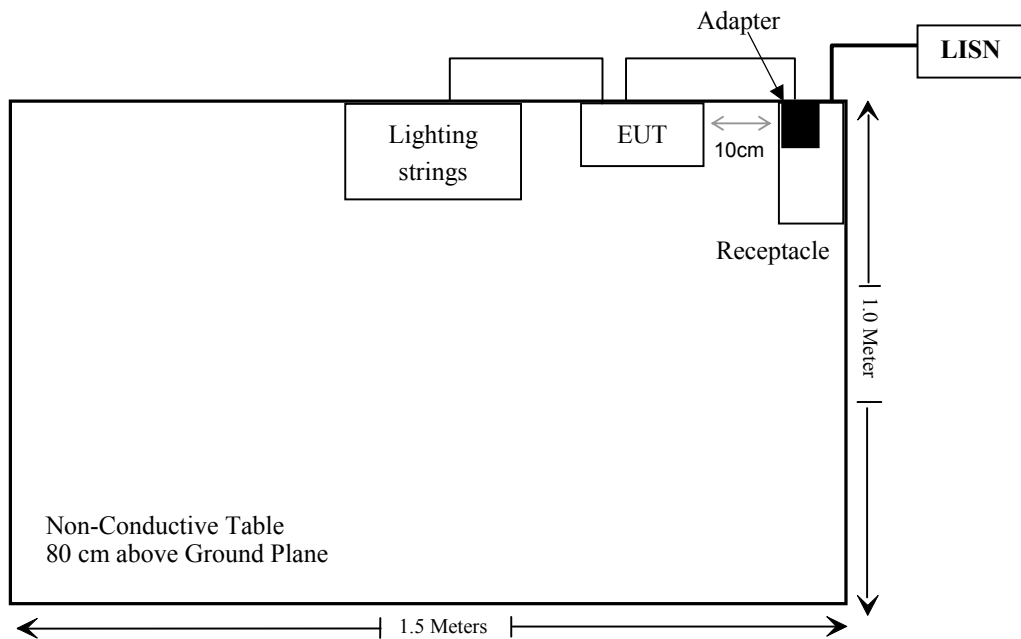 Adapter
LISN
Lighting
strings
EUT
10cm
Receptacle
1.0 Meter
Non-Conductive Table
80 cm above Ground Plane
1.5 Meters